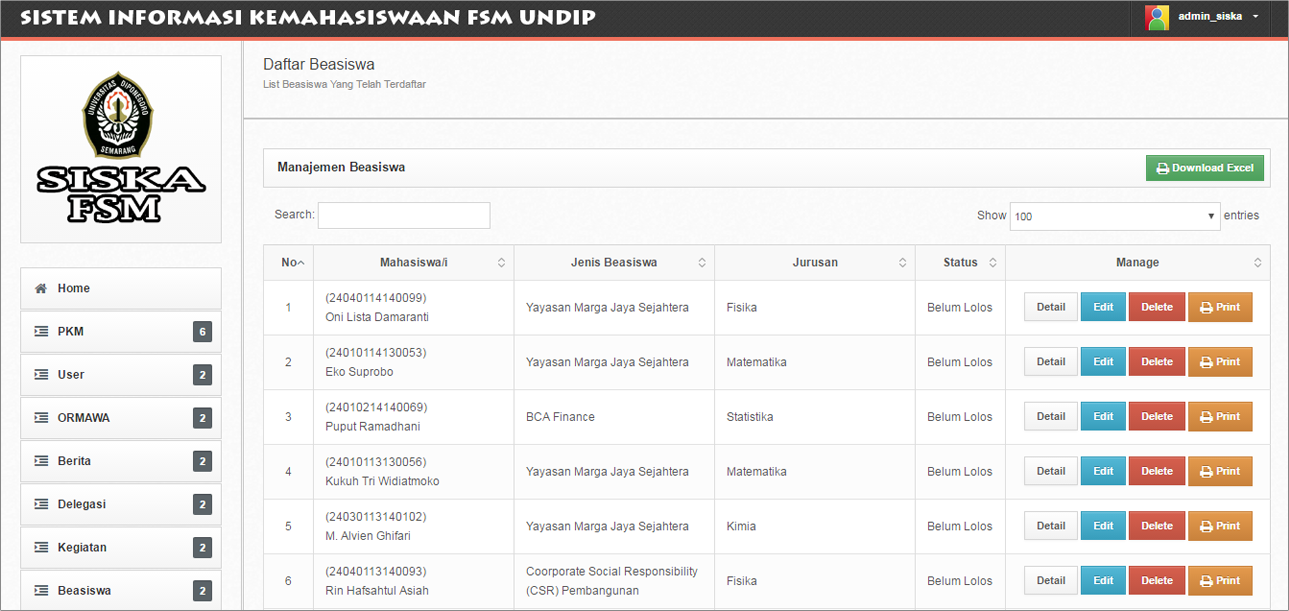 SISTEM INFORMASI KEMAHASISWAAN FSM UNDIP
admin_siska
UNIVERSITAS DIPONEGORO
SEMARANG
SISKA
FSM
Daftar Beasiswa
List Beasiswa Yang Telah Terdaftar
Manajemen Beasiswa
Download Excel
Search:
Show 100 entries
Home
PKM 6
User 2
ORMAWA 2
Berita 2
Delegasi 2
Kegiatan 2
Beasiswa 2
No Mahasiswa/i Jenis Beasiswa Jurusan Status Manage
1 (24040114140099) Yayasan Marga Jaya Sejahtera Fisika Belum Lolos Detail Edit Delete Print
Oni Lista Damaranti
2 (24010114130053) Yayasan Marga Jaya Sejahtera Matematika Belum Lolos Detail Edit Delete Print
Eko Suprobo
3 (24010214140069) BCA Finance Statistika Belum Lolos Detail Edit Delete Print
Puput Ramadhani
4 (24010113130056) Yayasan Marga Jaya Sejahtera Matematika Belum Lolos Detail Edit Delete Print
Kukuh Tri Widiatmoko
5 (24030113140102) Yayasan Marga Jaya Sejahtera Kimia Belum Lolos Detail Edit Delete Print
M. Alvien Ghifari
6 (24040113140093) Coorporate Social Responsibility Fisika Belum Lolos Detail Edit Delete Print
Rin Hafsahtul Asiah (CSR) Pembangunan